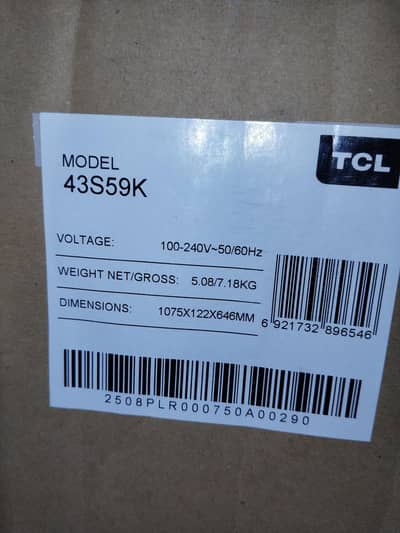 TCL
MODEL
43S59K
VOLTAGE: 100-240V~50/60Hz
WEIGHT NET/GROSS: 5.08/7.18KG
DIMENSIONS: 1075X122X646MM
6 921732 896546
2508PLR000750A00290